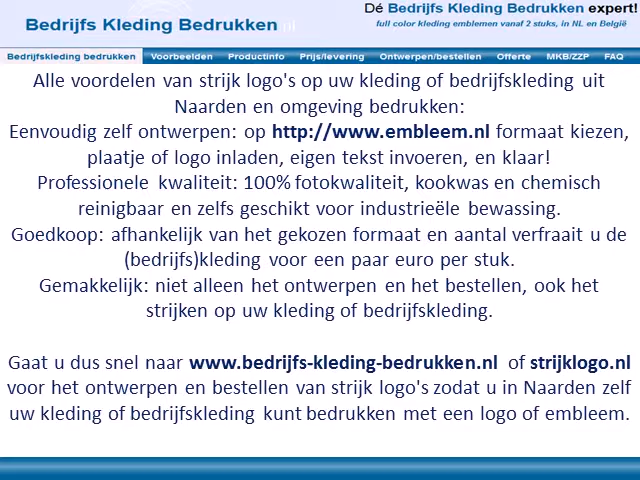 Bedrijfs Kleding Bedrukken.nl
Dé Bedrijfs Kleding Bedrukken expert!
full color kleding emblemen vanaf 2 stuks, in NL en België
Bedrijfskleding bedrukken Voorbeelden Productinfo Prijs/levering Ontwerpen/bestellen Offerte MKB/ZZP FAQ
Alle voordelen van strijk logo's op uw kleding of bedrijfskleding uit
Naarden en omgeving bedrukken:
Eenvoudig zelf ontwerpen: op http://www.embleem.nl formaat kiezen,
plaatje of logo inladen, eigen tekst invoeren, en klaar!
Professionele kwaliteit: 100% fotokwaliteit, kookwas en chemisch
reinigbaar en zelfs geschikt voor industrieële bewassing.
Goedkoop: afhankelijk van het gekozen formaat en aantal verfraait u de
(bedrijfs)kleding voor een paar euro per stuk.
Gemakkelijk: niet alleen het ontwerpen en het bestellen, ook het
strijken op uw kleding of bedrijfskleding.
Gaat u dus snel naar www.bedrijfs-kleding-bedrukken.nl of strijklogo.nl
voor het ontwerpen en bestellen van strijk logo's zodat u in Naarden zelf
uw kleding of bedrijfskleding kunt bedrukken met een logo of embleem.